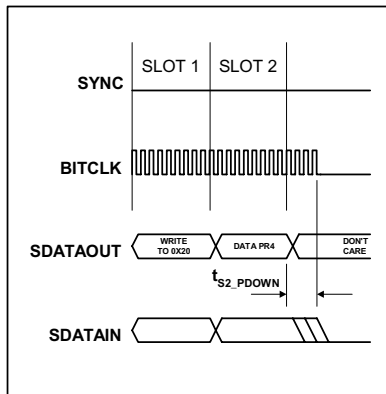 SLOT 1 SLOT 2
SYNC
BITCLK
SDATAOUT
WRITE
TO 0X20
DATA PR4
DON'T
CARE
tS2_PDOWN
SDATAIN